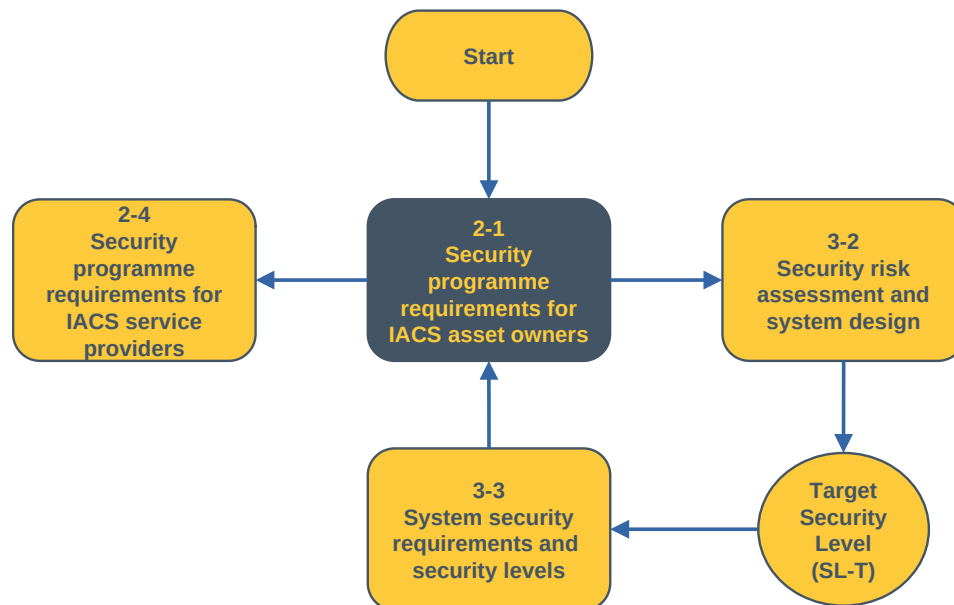 Start
2-4
Security
programme
requirements for
IACS service
providers
2-1
Security
programme
requirements for
IACS asset owners
3-2
Security risk
assessment and
system design
3-3
System security
requirements and
security levels
Target
Security
Level
(SL-T)